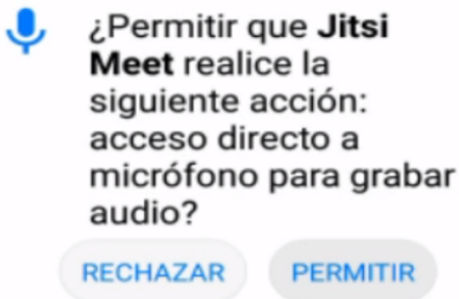 ¿Permitir que Jitsi
Meet realice la
siguiente acción:
acceso directo a
micrófono para grabar
audio?
RECHAZAR PERMITIR